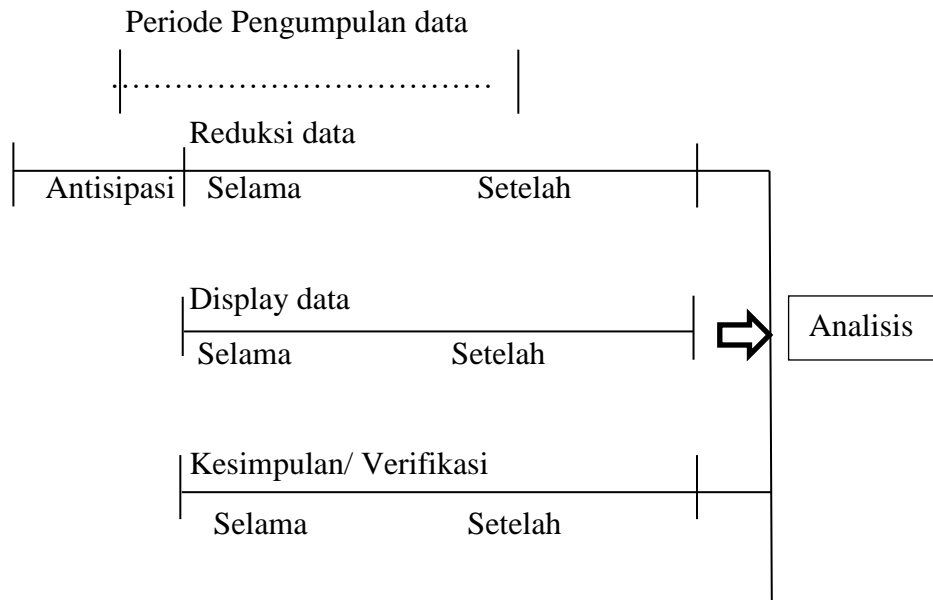 Periode Pengumpulan data
………………………………
Reduksi data
Antisipasi Selama Setelah
Display data
Analisis
Selama Setelah
Kesimpulan/ Verifikasi
Selama Setelah